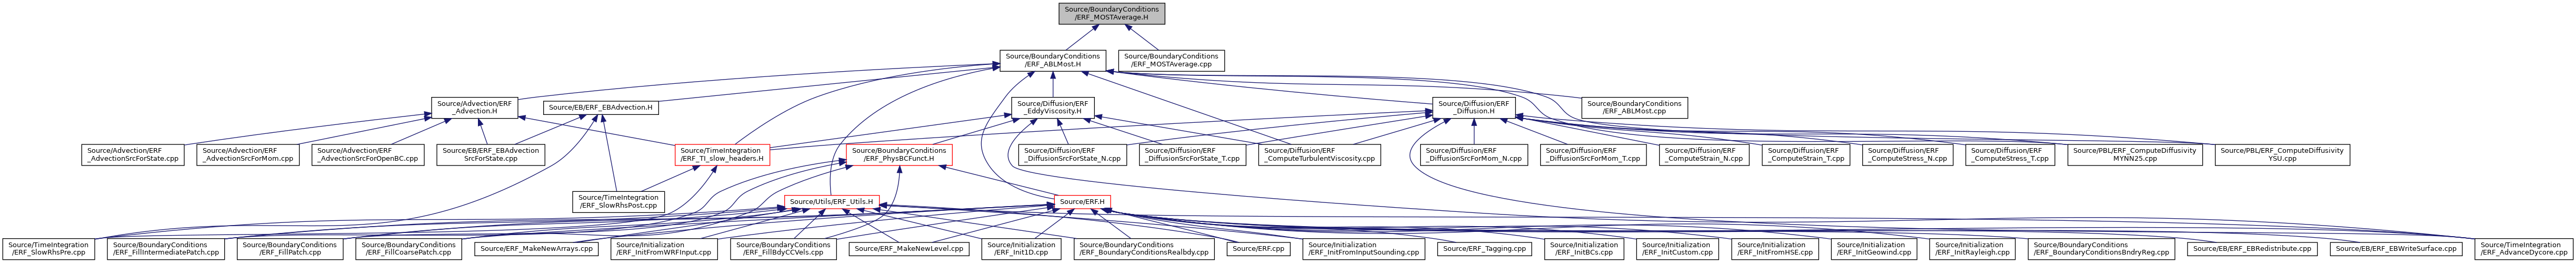 Source/BoundaryConditions
/ERF_MOSTAverage.H
Source/BoundaryConditions
/ERF_ABLMost.H
Source/BoundaryConditions
/ERF_MOSTAverage.cpp
Source/Advection/ERF
_Advection.H
Source/EB/ERF_EBAdvection.H
Source/Diffusion/ERF
_EddyViscosity.H
Source/Diffusion/ERF
_Diffusion.H
Source/BoundaryConditions
/ERF_ABLMost.cpp
Source/Advection/ERF
_AdvectionSrcForState.cpp
Source/Advection/ERF
_AdvectionSrcForMom.cpp
Source/Advection/ERF
_AdvectionSrcForOpenBC.cpp
Source/EB/ERF_EBAdvection
SrcForState.cpp
Source/TimeIntegration
/ERF_TI_slow_headers.H
Source/BoundaryConditions
/ERF_PhysBCFunct.H
Source/Diffusion/ERF
_DiffusionSrcForState_N.cpp
Source/Diffusion/ERF
_DiffusionSrcForState_T.cpp
Source/Diffusion/ERF
_ComputeTurbulentViscosity.cpp
Source/Diffusion/ERF
_DiffusionSrcForMom_N.cpp
Source/Diffusion/ERF
_DiffusionSrcForMom_T.cpp
Source/Diffusion/ERF
_ComputeStrain_N.cpp
Source/Diffusion/ERF
_ComputeStrain_T.cpp
Source/Diffusion/ERF
_ComputeStress_N.cpp
Source/Diffusion/ERF
_ComputeStress_T.cpp
Source/PBL/ERF_ComputeDiffusivity
MYNN25.cpp
Source/PBL/ERF_ComputeDiffusivity
YSU.cpp
Source/TimeIntegration
/ERF_SlowRhsPost.cpp
Source/Utils/ERF_Utils.H
Source/ERF.H
Source/TimeIntegration
/ERF_SlowRhsPre.cpp
Source/BoundaryConditions
/ERF_FillIntermediatePatch.cpp
Source/BoundaryConditions
/ERF_FillPatch.cpp
Source/BoundaryConditions
/ERF_FillCoarsePatch.cpp
Source/ERF_MakeNewArrays.cpp
Source/Initialization
/ERF_InitFromWRFInput.cpp
Source/BoundaryConditions
/ERF_FillBdyCCVels.cpp
Source/ERF_MakeNewLevel.cpp
Source/Initialization
/ERF_Init1D.cpp
Source/BoundaryConditions
/ERF_BoundaryConditionsRealbdy.cpp
Source/ERF.cpp
Source/Initialization
/ERF_InitFromInputSounding.cpp
Source/ERF_Tagging.cpp
Source/Initialization
/ERF_InitBCs.cpp
Source/Initialization
/ERF_InitCustom.cpp
Source/Initialization
/ERF_InitFromHSE.cpp
Source/Initialization
/ERF_InitGeowind.cpp
Source/Initialization
/ERF_InitRayleigh.cpp
Source/BoundaryConditions
/ERF_BoundaryConditionsBndryReg.cpp
Source/EB/ERF_EBRedistribute.cpp
Source/EB/ERF_EBWriteSurface.cpp
Source/TimeIntegration
/ERF_AdvanceDycore.cpp